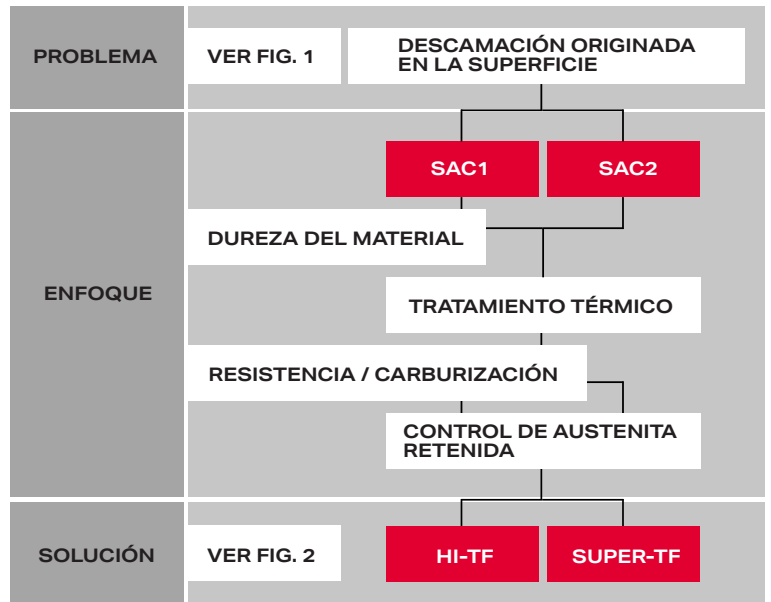 PROBLEMA
VER FIG. 1
DESCAMACIÓN ORIGINADA
EN LA SUPERFICIE
ENFOQUE
SAC1
SAC2
DUREZA DEL MATERIAL
TRATAMIENTO TÉRMICO
RESISTENCIA / CARBURIZACIÓN
CONTROL DE AUSTENITA
RETENIDA
SOLUCIÓN
VER FIG. 2
HI-TF
SUPER-TF